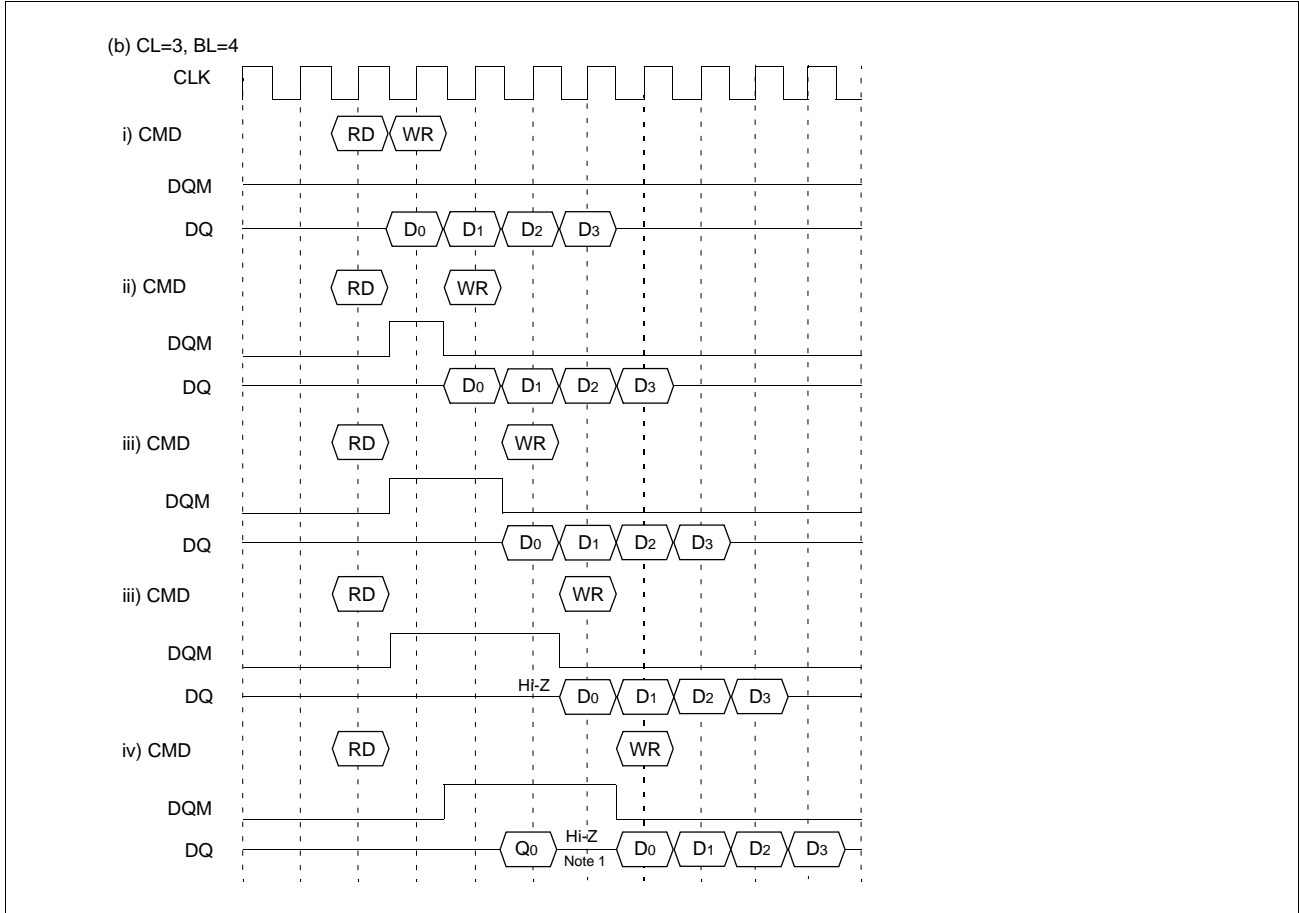 (b) CL=3, BL=4
CLK
i) CMD RD WR
DQM
DQ D0 D1 D2 D3
ii) CMD RD WR
DQM
DQ D0 D1 D2 D3
iii) CMD RD WR
DQM
DQ D0 D1 D2 D3
iii) CMD RD WR
DQM
DQ Hi-Z D0 D1 D2 D3
iv) CMD RD WR
DQM
DQ Q0 Hi-Z D0 D1 D2 D3
Note 1